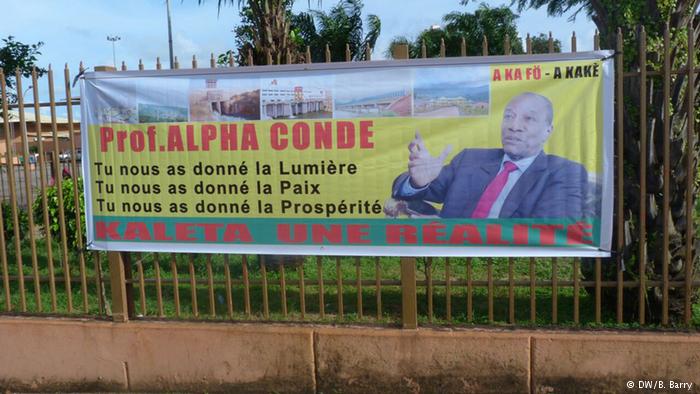 A KA FÖ - A KAKÈ
Prof.ALPHA CONDE
Tu nous as donné la Lumière
Tu nous as donné la Paix
Tu nous as donné la Prospérité
KALETA UNE RÉALITÉ
© DW/B. Barry